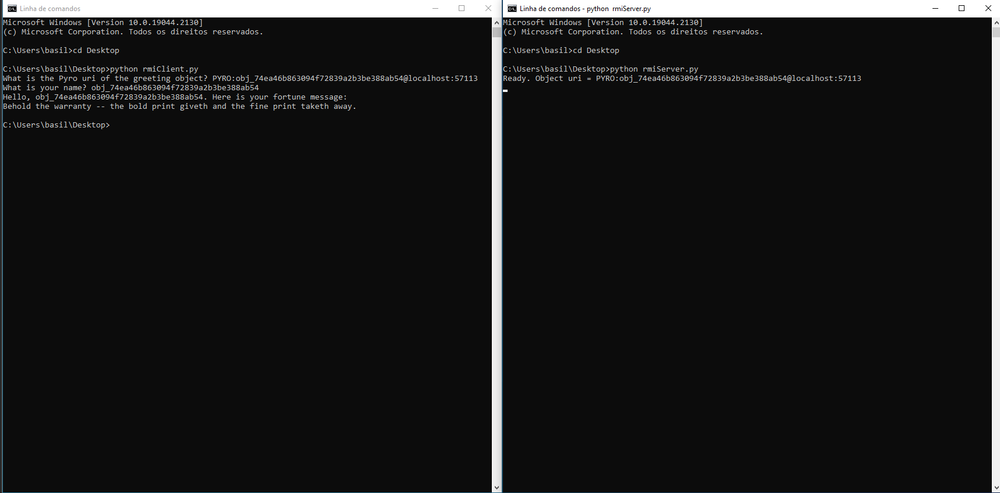 Linha de comandos
Microsoft Windows [Version 10.0.19044.2130]
(c) Microsoft Corporation. Todos os direitos reservados.
C:\Users\basil>cd Desktop
C:\Users\basil\Desktop>python rmiClient.py
What is the Pyro uri of the greeting object? PYRO:obj_74ea46b863094f72839a2b3be388ab54@localhost:57113
What is your name? obj_74ea46b863094f72839a2b3be388ab54
Hello, obj_74ea46b863094f72839a2b3be388ab54. Here is your fortune message:
Behold the warranty -- the bold print giveth and the fine print taketh away.
C:\Users\basil\Desktop>
Linha de comandos - python  rmiServer.py
Microsoft Windows [Version 10.0.19044.2130]
(c) Microsoft Corporation. Todos os direitos reservados.
C:\Users\basil>cd Desktop
C:\Users\basil\Desktop>python rmiServer.py
Ready. Object uri = PYRO:obj_74ea46b863094f72839a2b3be388ab54@localhost:57113